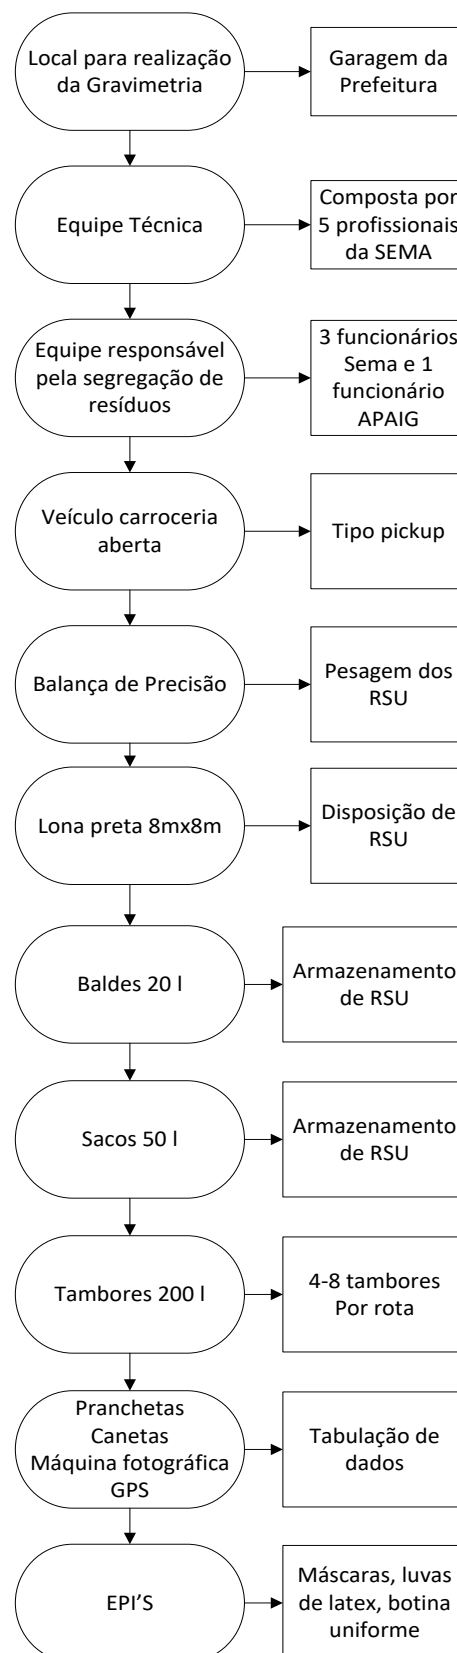 Local para realização
da Gravimetria
Garagem da
Prefeitura
Equipe Técnica
Composta por
5 profissionais
da SEMA
Equipe responsável
pela segregação de
resíduos
3 funcionários
Sema e 1
funcionário
APAIG
Veículo carroceria
aberta
Tipo pickup
Balança de Precisão
Pesagem dos
RSU
Lona preta 8mx8m
Disposição de
RSU
Baldes 20 l
Armazenamento
de RSU
Sacos 50 l
Armazenamento
de RSU
Tambores 200 l
4-8 tambores
Por rota
Pranchetas
Canetas
Máquina fotográfica
GPS
Tabulação de
dados
EPI’S
Máscaras, luvas
de latex, botina
uniforme